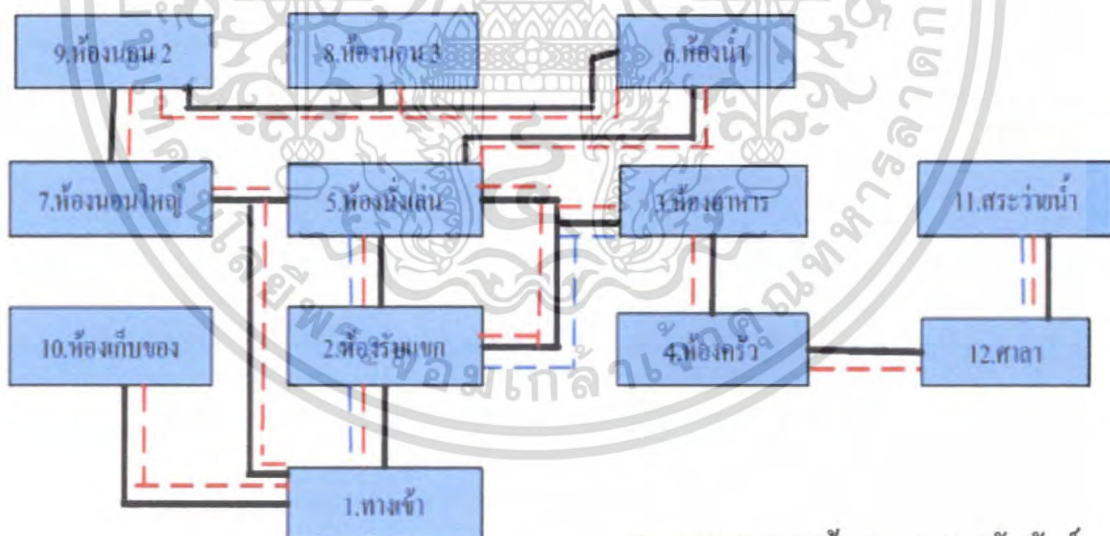 9.ห้องนอน 2
8.ห้องนอน 3
6.ห้องน้ำ
7.ห้องนอนใหญ่
5.ห้องนั่งเล่น
3.ห้องอาหาร
11.สระว่ายน้ำ
10.ห้องเก็บของ
2.ห้องรับแขก
4.ห้องครัว
12.ศาลา
1.ทางเข้า